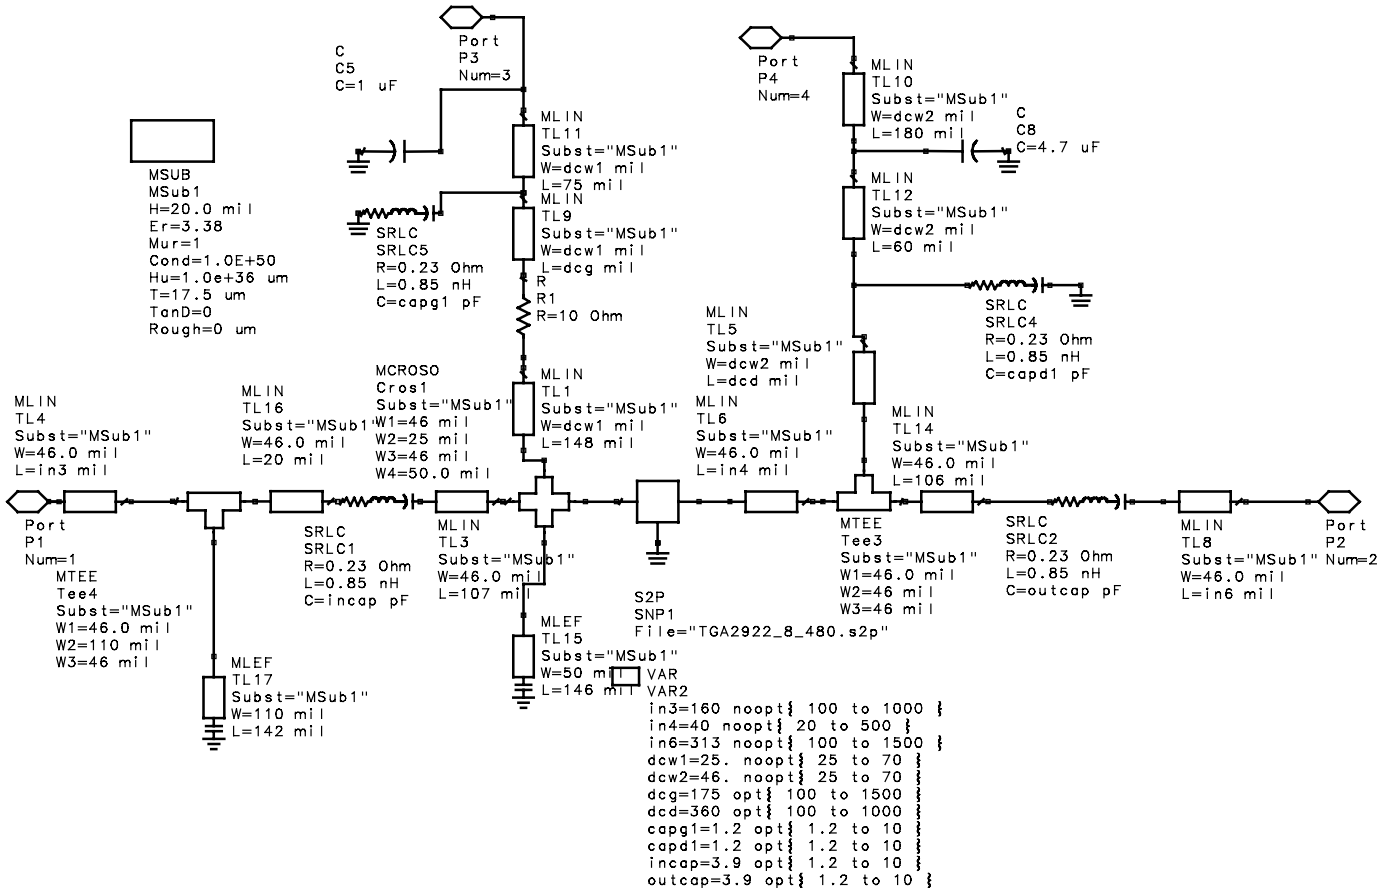 Port
P3
Num=3
C
C5
C=1 uF
Port
P4
Num=4
MLIN
TL10
Subst="MSub1"
W=dcw2 mil
L=180 mil
C
C8
C=4.7 uF
MLIN
TL11
Subst="MSub1"
W=dcw1 mil
L=75 mil
MSUB
MSub1
H=20.0 mil
Er=3.38
Mur=1
Cond=1.0E+50
Hu=1.0e+36 um
T=17.5 um
TanD=0
Rough=0 um
MLIN
TL9
Subst="MSub1"
W=dcw1 mil
L=dcg mil
SRLC
SRLC5
R=0.23 Ohm
L=0.85 nH
C=capg1 pF
R
R1
R=10 Ohm
MLIN
TL12
Subst="MSub1"
W=dcw2 mil
L=60 mil
SRLC
SRLC4
R=0.23 Ohm
L=0.85 nH
C=capd1 pF
MLIN
TL5
Subst="MSub1"
W=dcw2 mil
L=dcd mil
MCROSO
Cros1
Subst="MSub1"
W1=46 mil
W2=25 mil
W3=46 mil
W4=50.0 mil
MLIN
TL1
Subst="MSub1"
W=dcw1 mil
L=148 mil
MLIN
TL4
Subst="MSub1"
W=46.0 mil
L=in3 mil
MLIN
TL16
Subst="MSub1"
W=46.0 mil
L=20 mil
MLIN
TL6
Subst="MSub1"
W=46.0 mil
L=in4 mil
MLIN
TL14
Subst="MSub1"
W=46.0 mil
L=106 mil
Port
P1
Num=1
MTEE
Tee4
Subst="MSub1"
W1=46.0 mil
W2=110 mil
W3=46 mil
SRLC
SRLC1
R=0.23 Ohm
L=0.85 nH
C=incap pF
MLIN
TL3
Subst="MSub1"
W=46.0 mil
L=107 mil
MTEE
Tee3
Subst="MSub1"
W1=46.0 mil
W2=46 mil
W3=46 mil
SRLC
SRLC2
R=0.23 Ohm
L=0.85 nH
C=outcap pF
MLIN
TL8
Subst="MSub1"
W=46.0 mil
L=in6 mil
Port
P2
Num=2
S2P
SNP1
File="TGA2922_8_480.s2p"
MLEF
TL15
Subst="MSub1"
W=50 mil
L=146 mil
MLEF
TL17
Subst="MSub1"
W=110 mil
L=142 mil
VAR
VAR2
in3=160 noopt{ 100 to 1000 }
in4=40 noopt{ 20 to 500 }
in6=313 noopt{ 100 to 1500 }
dcw1=25. noopt{ 25 to 70 }
dcw2=46. noopt{ 25 to 70 }
dcg=175 opt{ 100 to 1500 }
dcd=360 opt{ 100 to 1000 }
capg1=1.2 opt{ 1.2 to 10 }
capd1=1.2 opt{ 1.2 to 10 }
incap=3.9 opt{ 1.2 to 10 }
outcap=3.9 opt{ 1.2 to 10 }